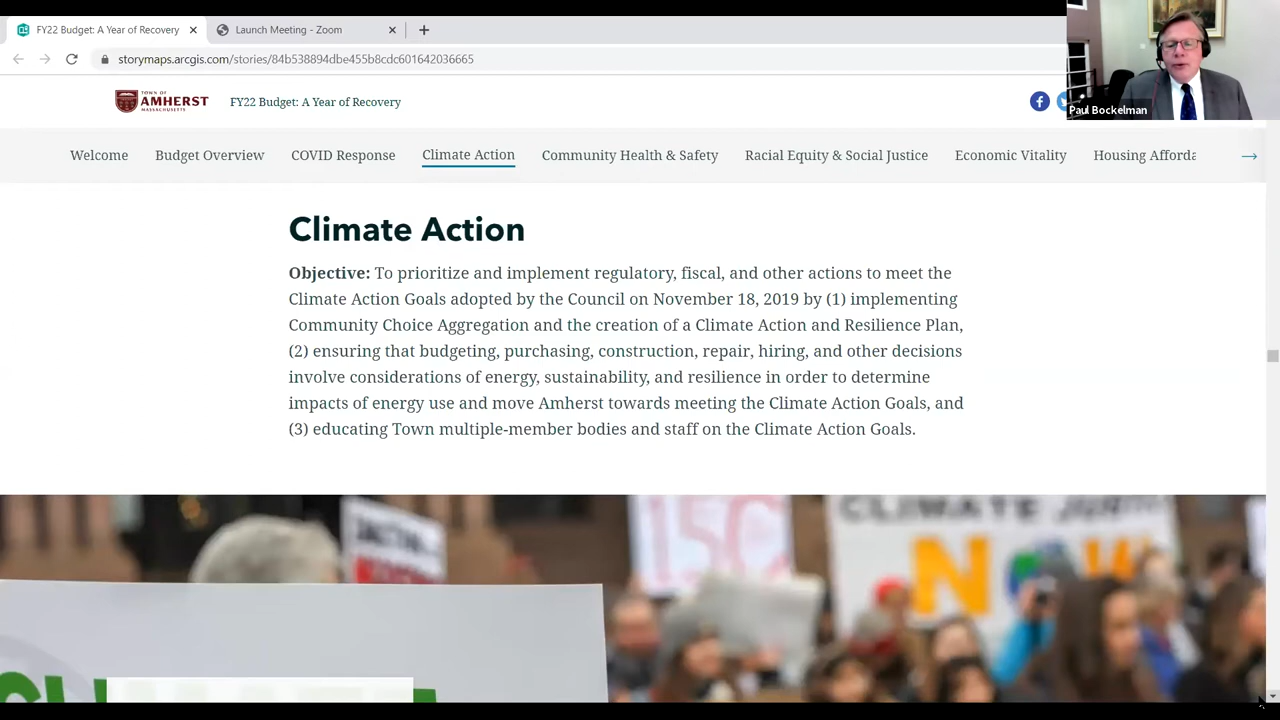 FY22 Budget: A Year of Recovery
Launch Meeting - Zoom
storymaps.arcgis.com/stories/84b538894dbe455b8cdc601642036665
Paul Bockelman
TOWN OF
AMHERST
MASSACHUSETTS
FY22 Budget: A Year of Recovery
Welcome
Budget Overview
COVID Response
Climate Action
Community Health & Safety
Racial Equity & Social Justice
Economic Vitality
Housing Afforda
Climate Action
Objective: To prioritize and implement regulatory, fiscal, and other actions to meet the
Climate Action Goals adopted by the Council on November 18, 2019 by (1) implementing
Community Choice Aggregation and the creation of a Climate Action and Resilience Plan,
(2) ensuring that budgeting, purchasing, construction, repair, hiring, and other decisions
involve considerations of energy, sustainability, and resilience in order to determine
impacts of energy use and move Amherst towards meeting the Climate Action Goals, and
(3) educating Town multiple-member bodies and staff on the Climate Action Goals.
CLIMATE
NOW